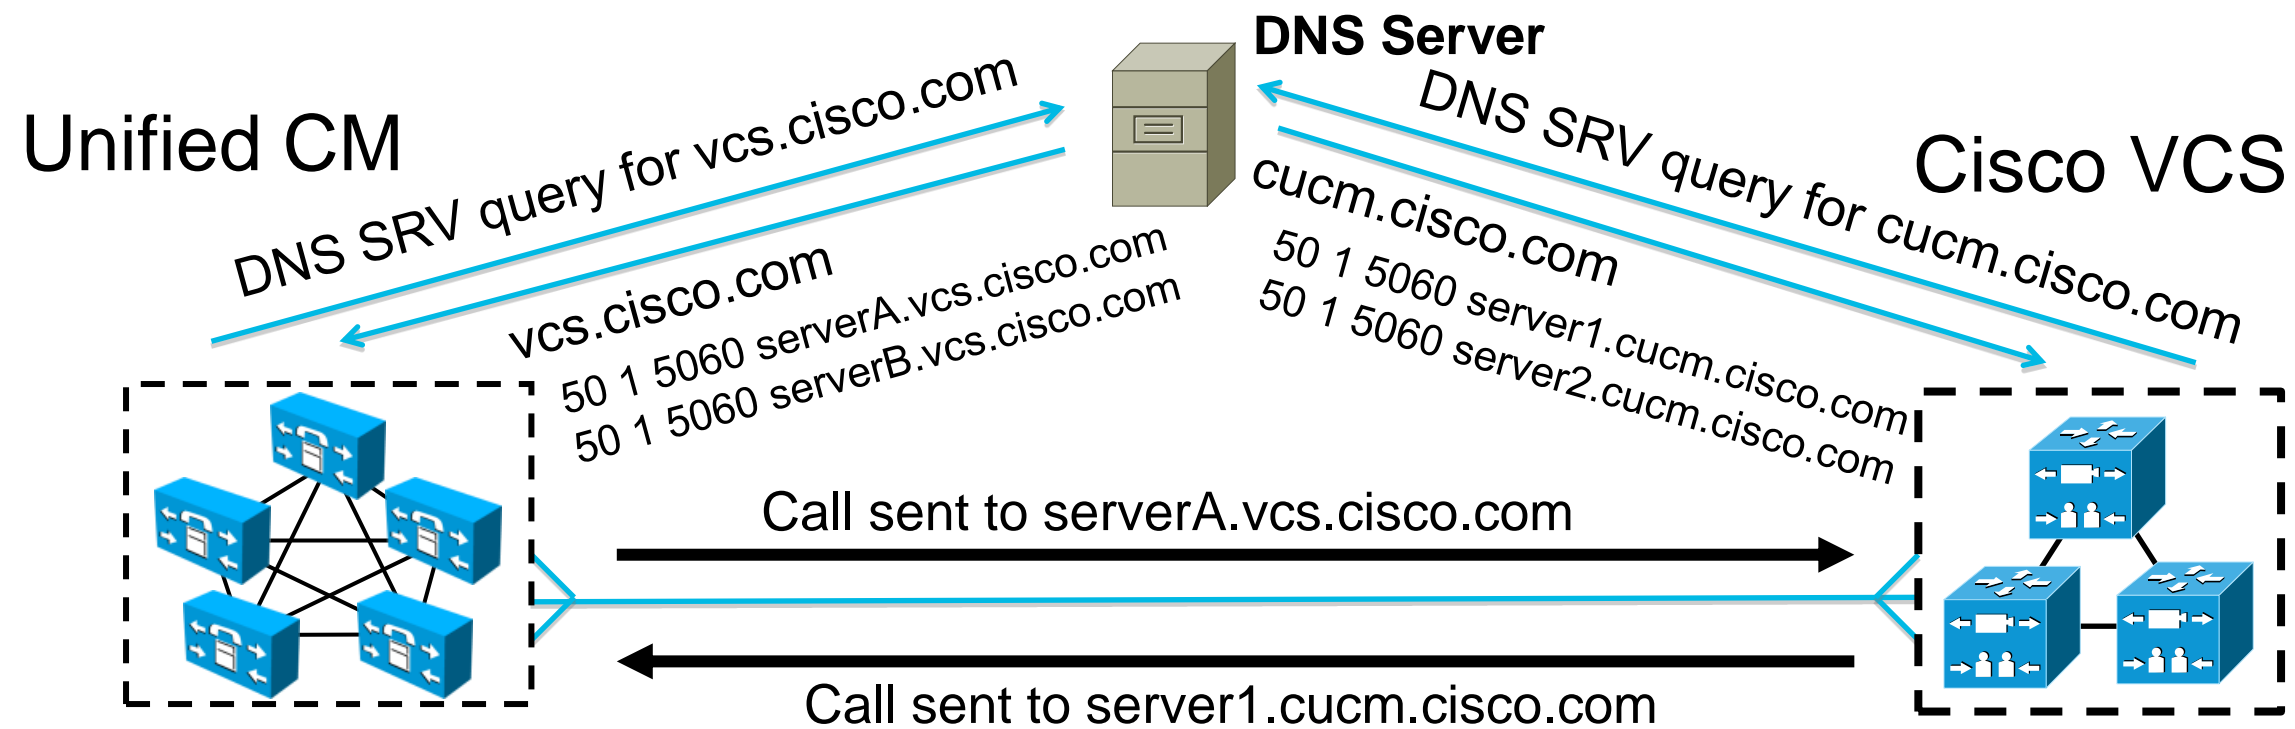 DNS Server
Unified CM
Cisco VCS
DNS SRV query for vcs.cisco.com
vcs.cisco.com
50 1 5060 serverA.vcs.cisco.com
50 1 5060 serverB.vcs.cisco.com
DNS SRV query for cucm.cisco.com
cucm.cisco.com
50 1 5060 server1.cucm.cisco.com
50 1 5060 server2.cucm.cisco.com
Call sent to serverA.vcs.cisco.com
Call sent to server1.cucm.cisco.com